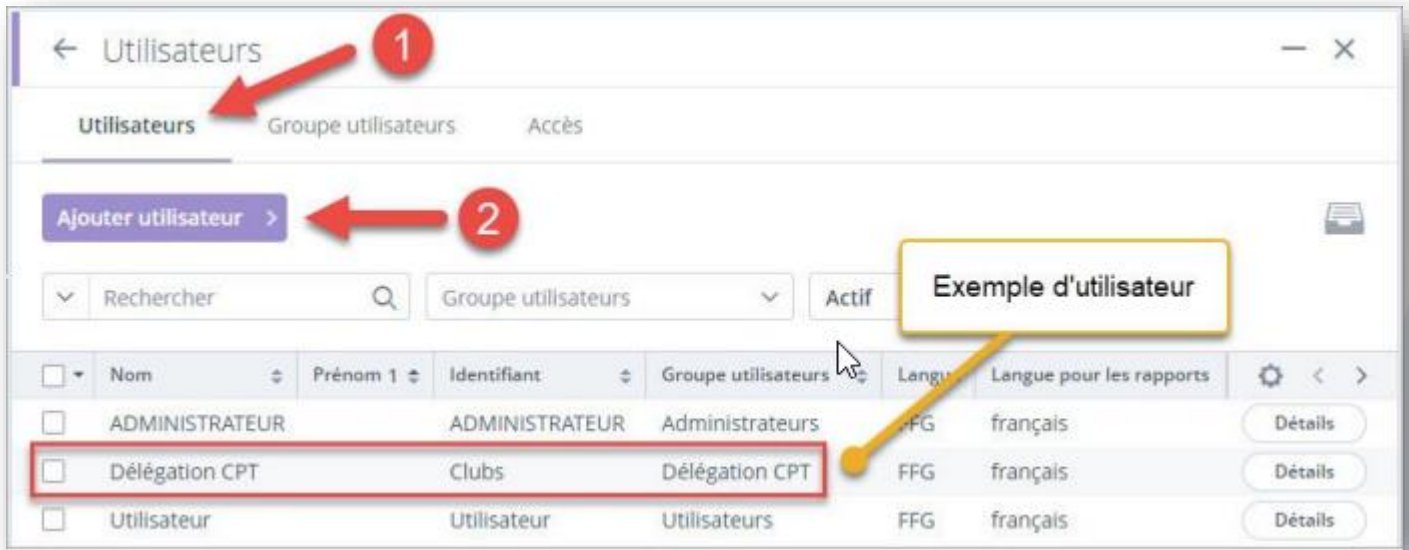 Utilisateurs
1
Utilisateurs Groupe utilisateurs Accès
Ajouter utilisateur
2
Exemple d'utilisateur
Rechercher Groupe utilisateurs Actif
Nom Prénom 1 Identifiant Groupe utilisateurs Langu Langue pour les rapports
ADMINISTRATEUR ADMINISTRATEUR Administrateurs FFG français Détails
Délégation CPT Clubs Délégation CPT FFG français Détails
Utilisateur Utilisateur Utilisateurs FFG français Détails